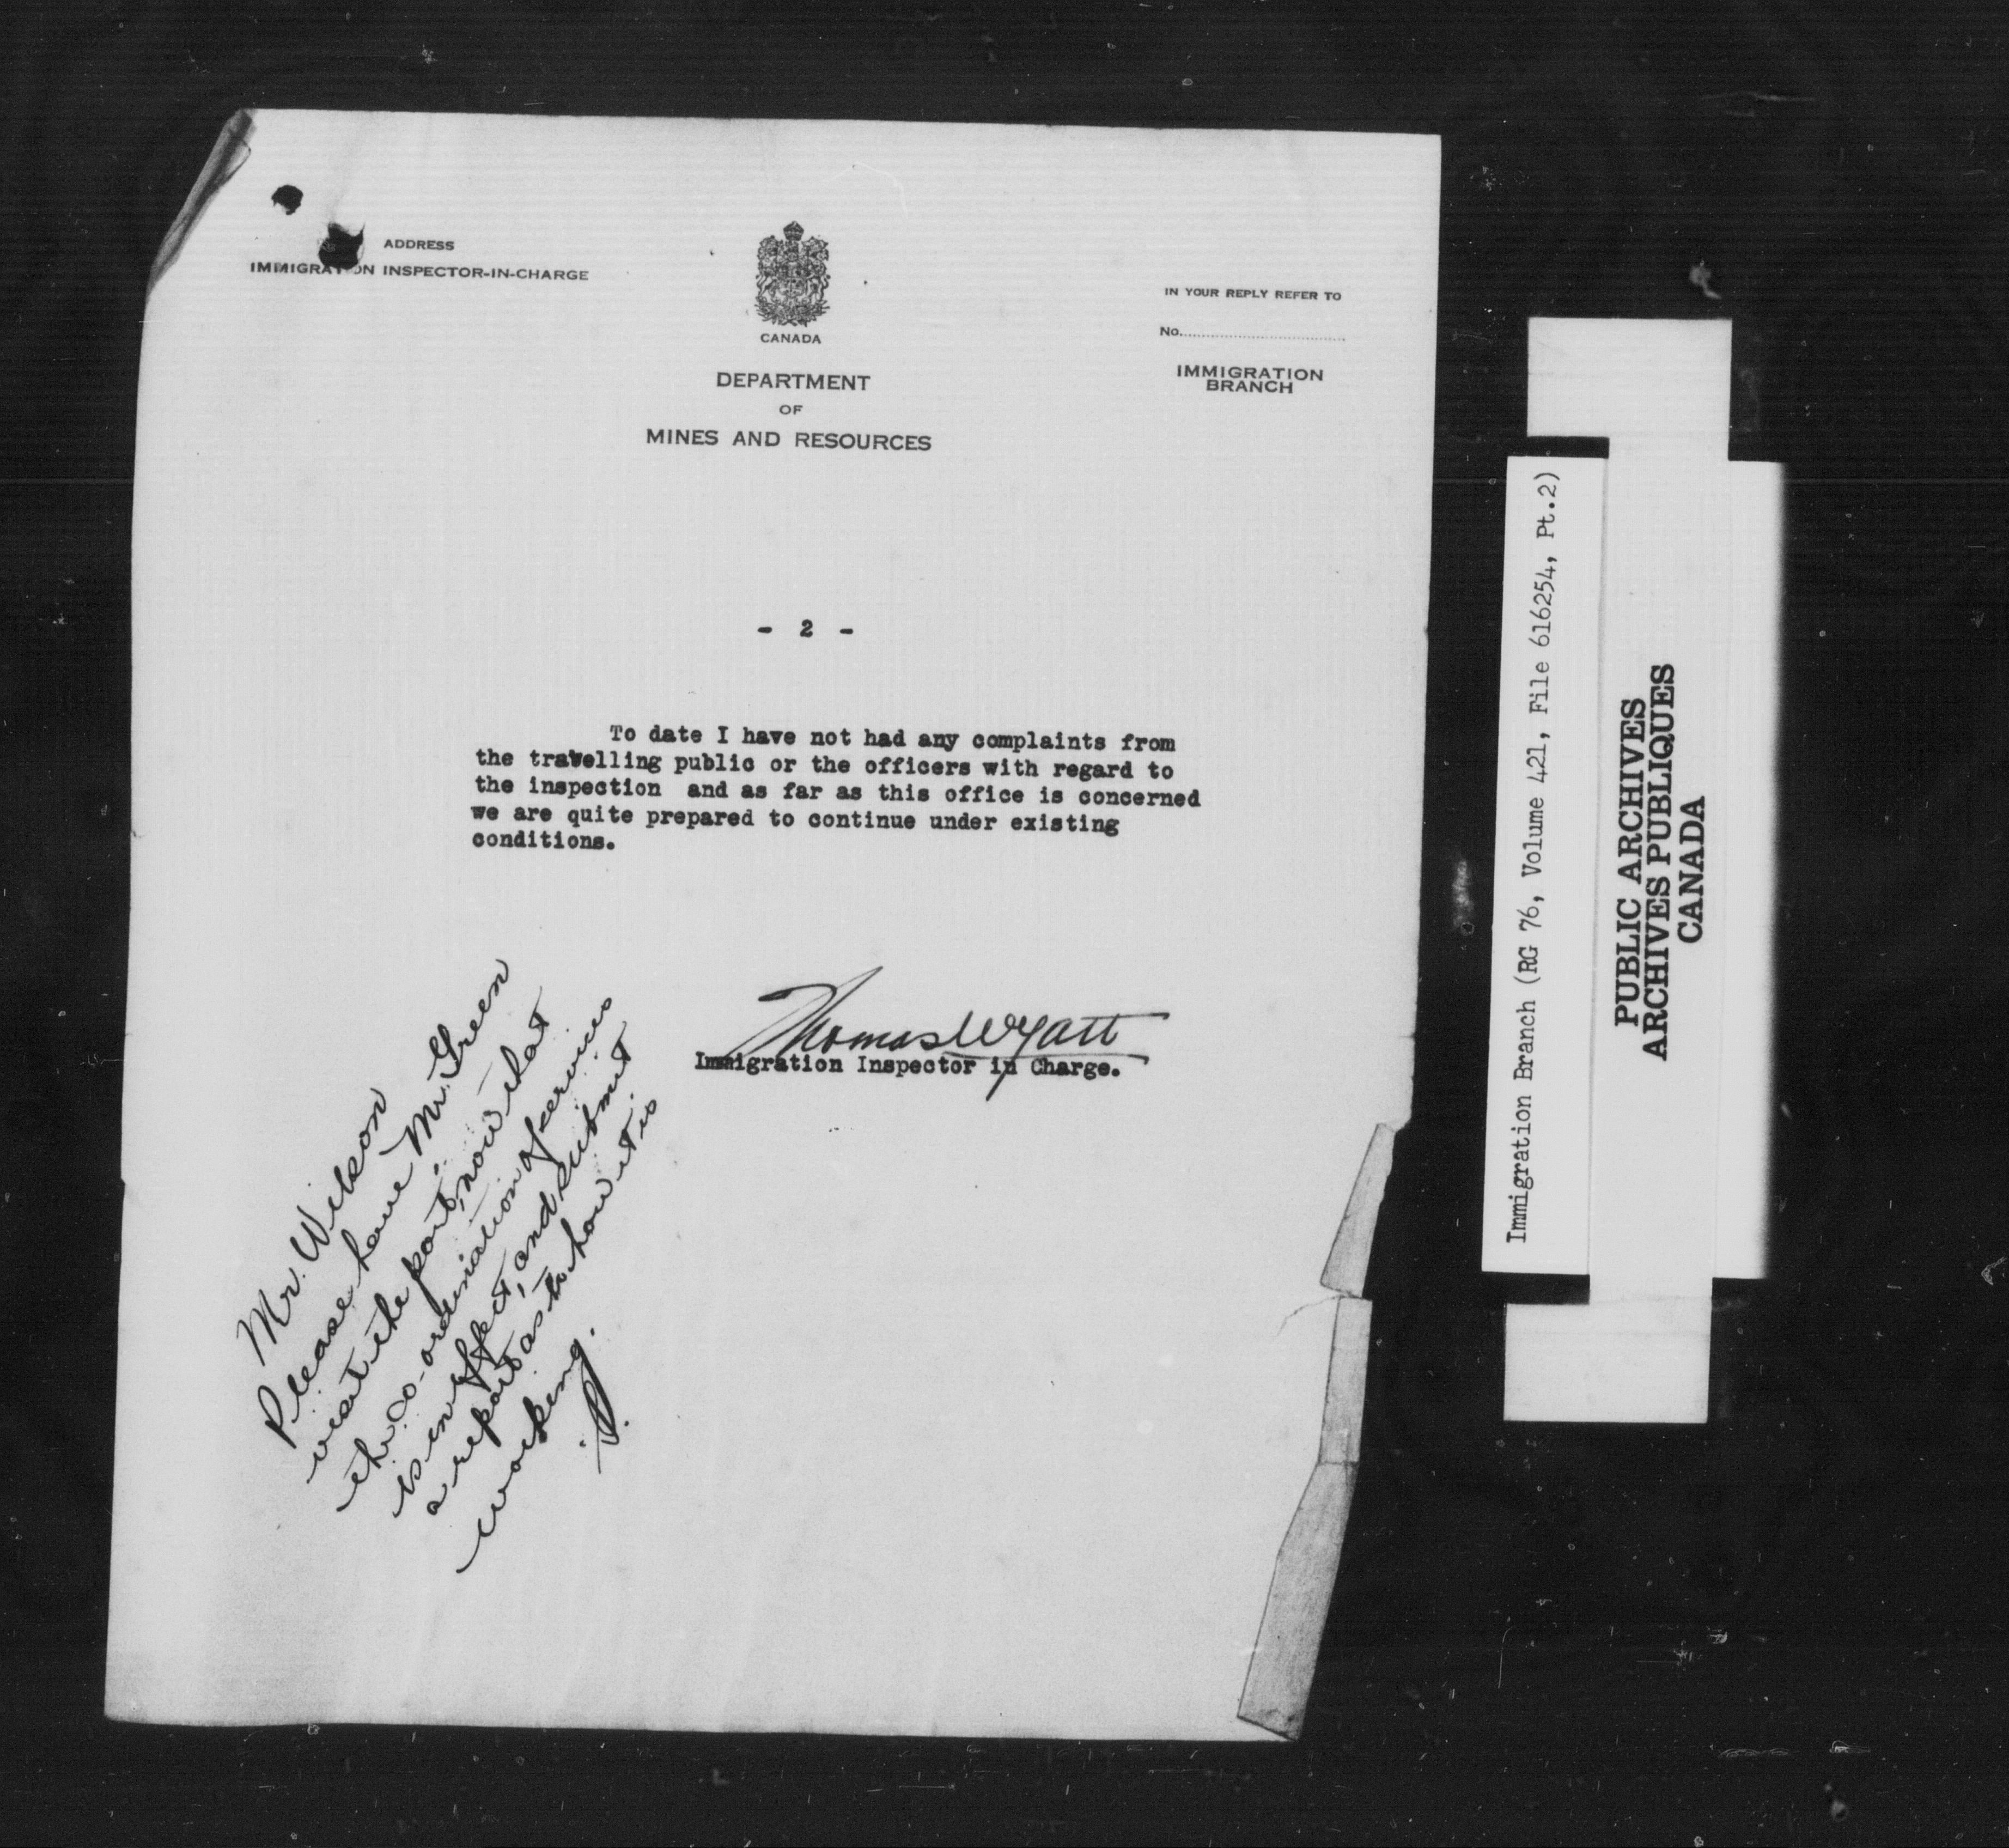 ADDRESS
IMMIGRATION INSPECTOR-IN-CHARGE
CANADA
DEPARTMENT
OF
MINES AND RESOURCES
IN YOUR REPLY REFER TO
No.
IMMIGRATION
BRANCH
- 2 -
To date I have not had any complaints from
the travelling public or the officers with regard to
the inspection and as far as this office is concerned
we are quite prepared to continue under existing
conditions.
Thomas Wyatt
Immigration Inspector in Charge.
Mr. Wilson
Please have Mr. Green
visit the port, now that
the co-ordination of services
is in effect, and submit
a report as to how it is
working.
Immigration Branch (RG 76, Volume 421, File 616254, Pt.2)
PUBLIC ARCHIVES
ARCHIVES PUBLIQUES
CANADA